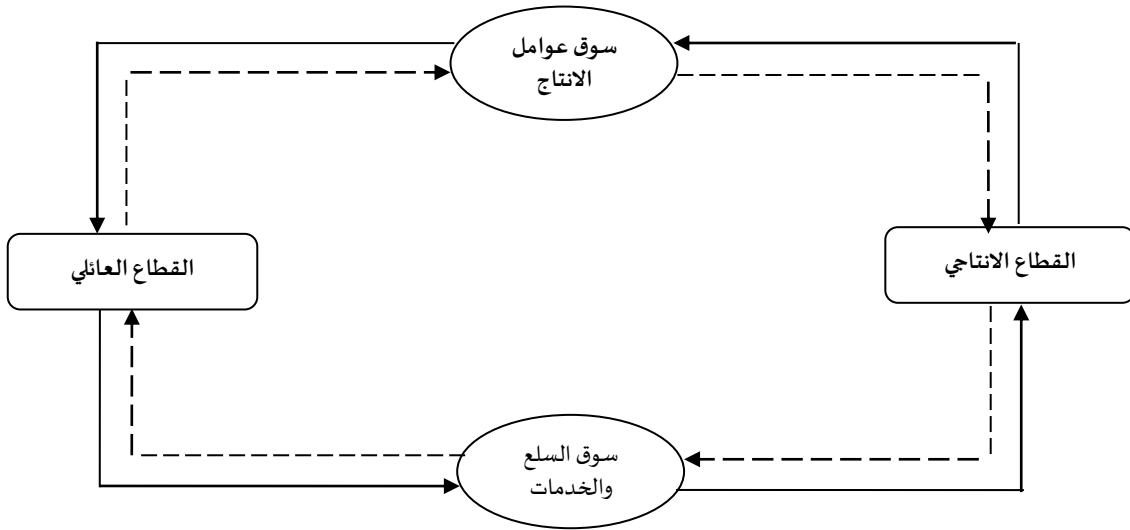 سوق عوامل
الانتاج
القطاع الانتاجي
القطاع العائلي
سوق السلع
والخدمات